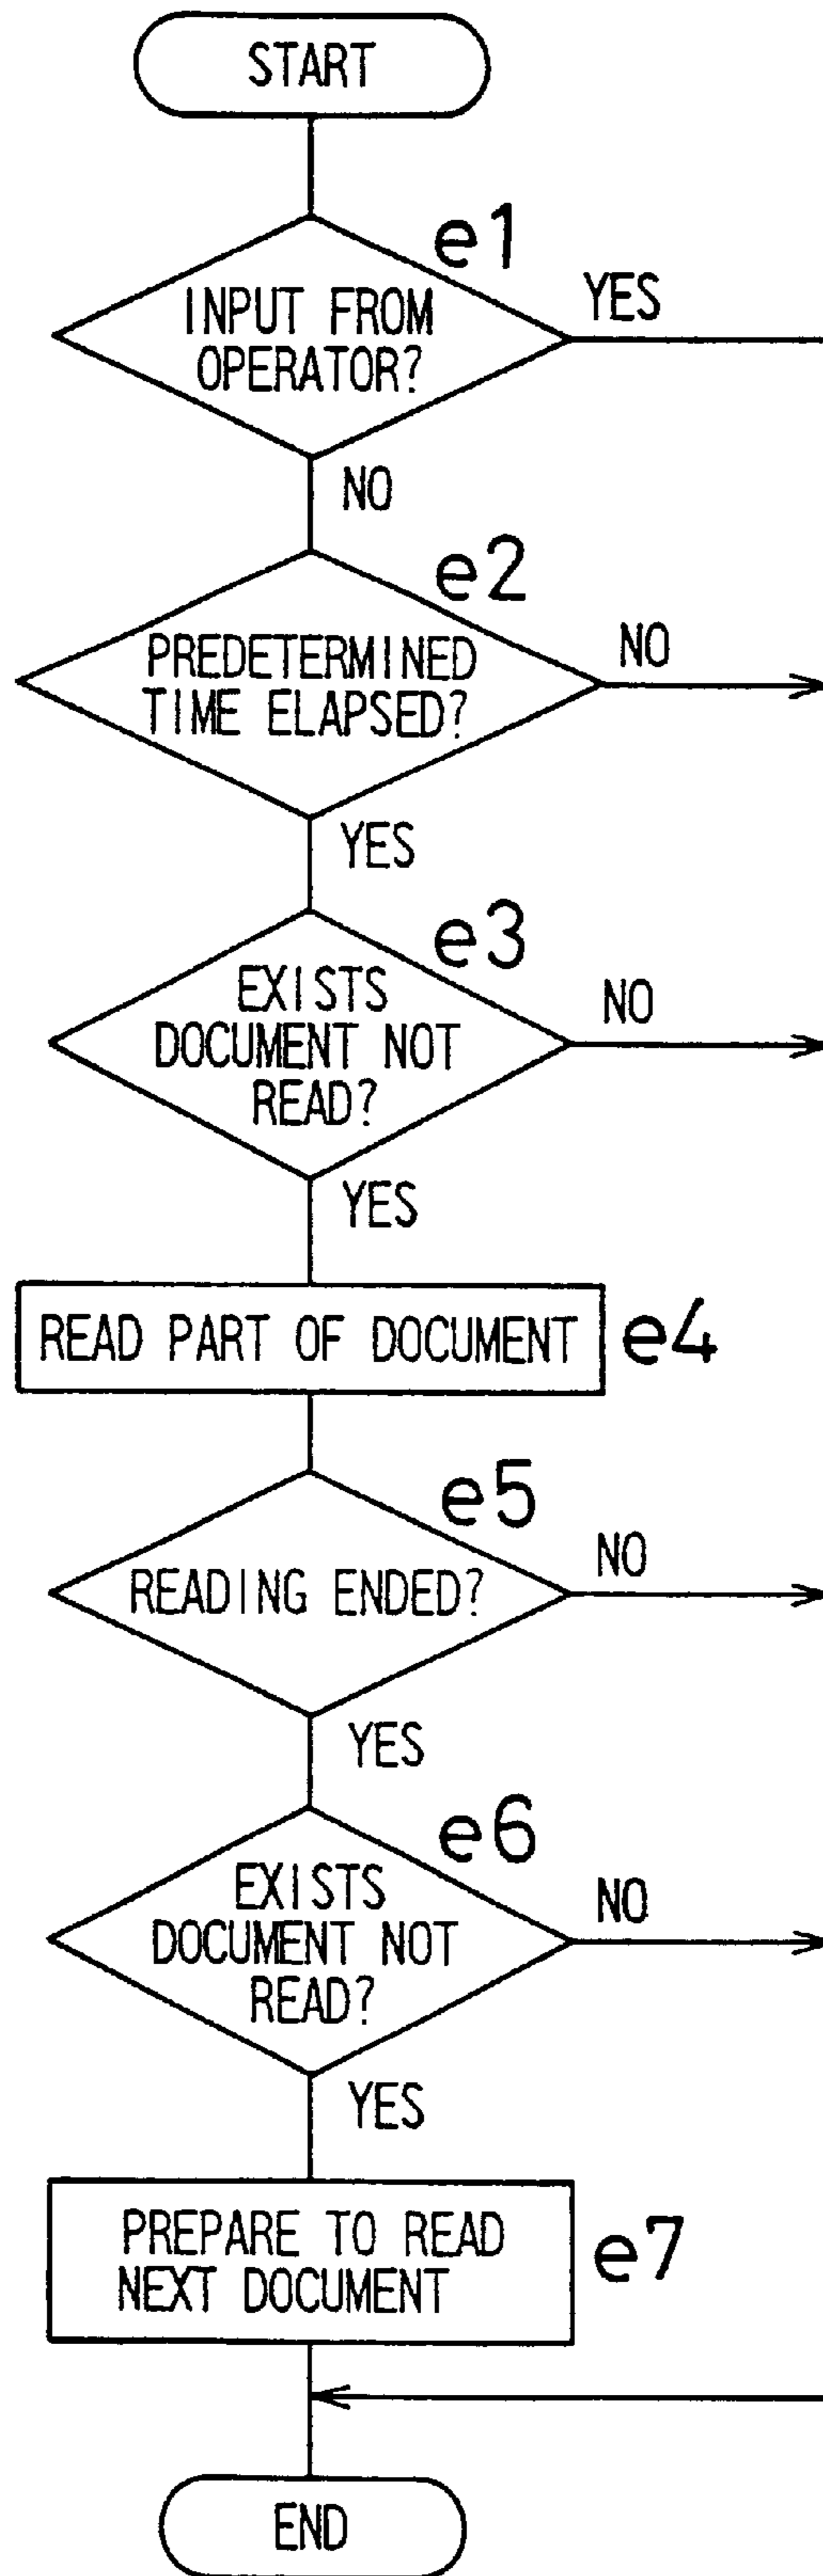 START
e1
INPUT FROM
OPERATOR?
YES
NO
e2
PREDETERMINED
TIME ELAPSED?
NO
YES
e3
EXISTS
DOCUMENT NOT
READ?
NO
YES
READ PART OF DOCUMENT
e4
e5
READING ENDED?
NO
YES
e6
EXISTS
DOCUMENT NOT
READ?
NO
YES
PREPARE TO READ
NEXT DOCUMENT
e7
END